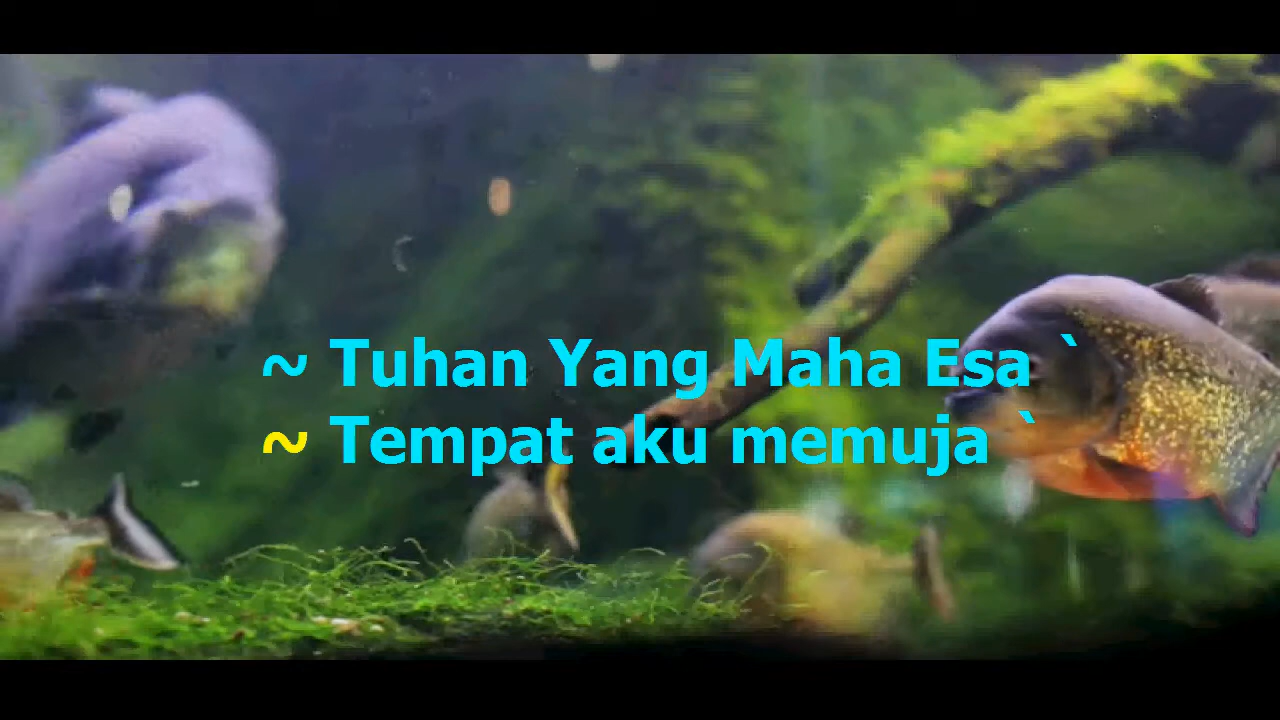 ~ Tuhan Yang Maha Esa `
~ Tempat aku memuja `